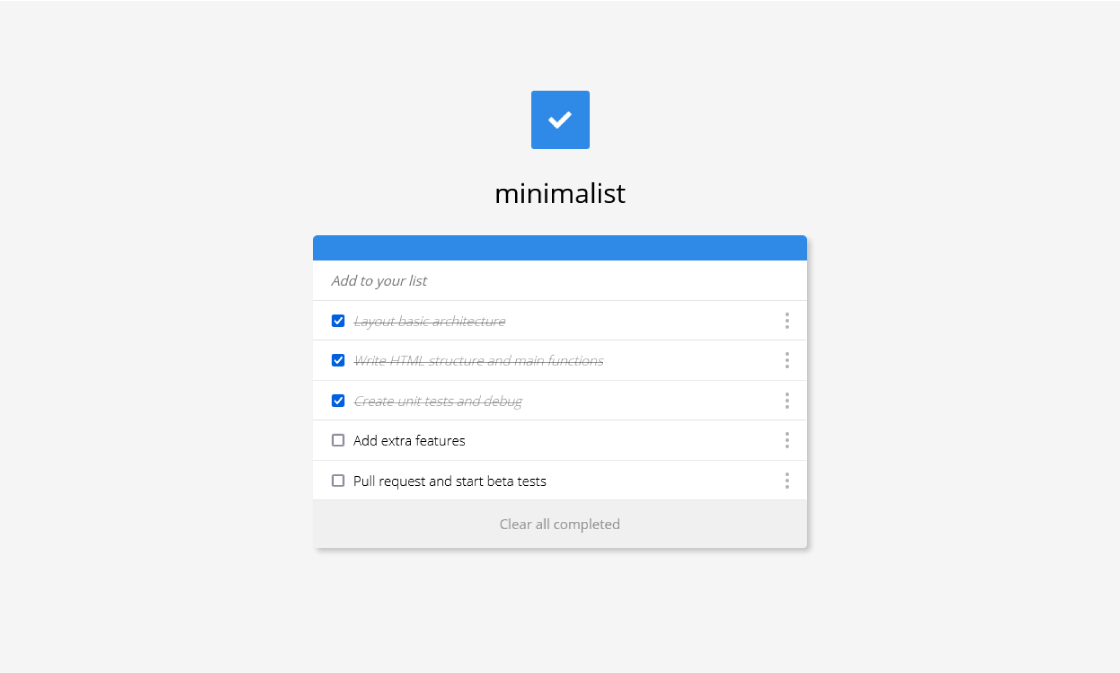 minimalist
Add to your list
Layout basic architecture
Write HTML structure and main functions
Create unit tests and debug
Add extra features
Pull request and start beta tests
Clear all completed